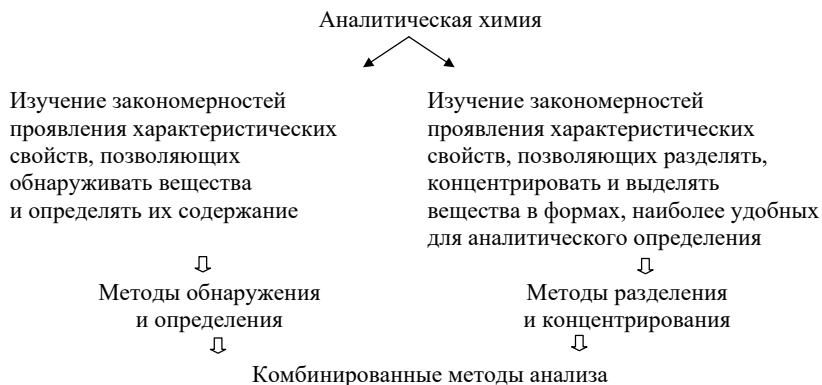 Аналитическая химия
Изучение закономерностей
проявления характеристических
свойств, позволяющих
обнаруживать вещества
и определять их содержание
Изучение закономерностей
проявления характеристических
свойств, позволяющих разделять,
концентрировать и выделять
вещества в формах, наиболее удобных
для аналитического определения
Методы обнаружения
и определения
Методы разделения
и концентрирования
Комбинированные методы анализа